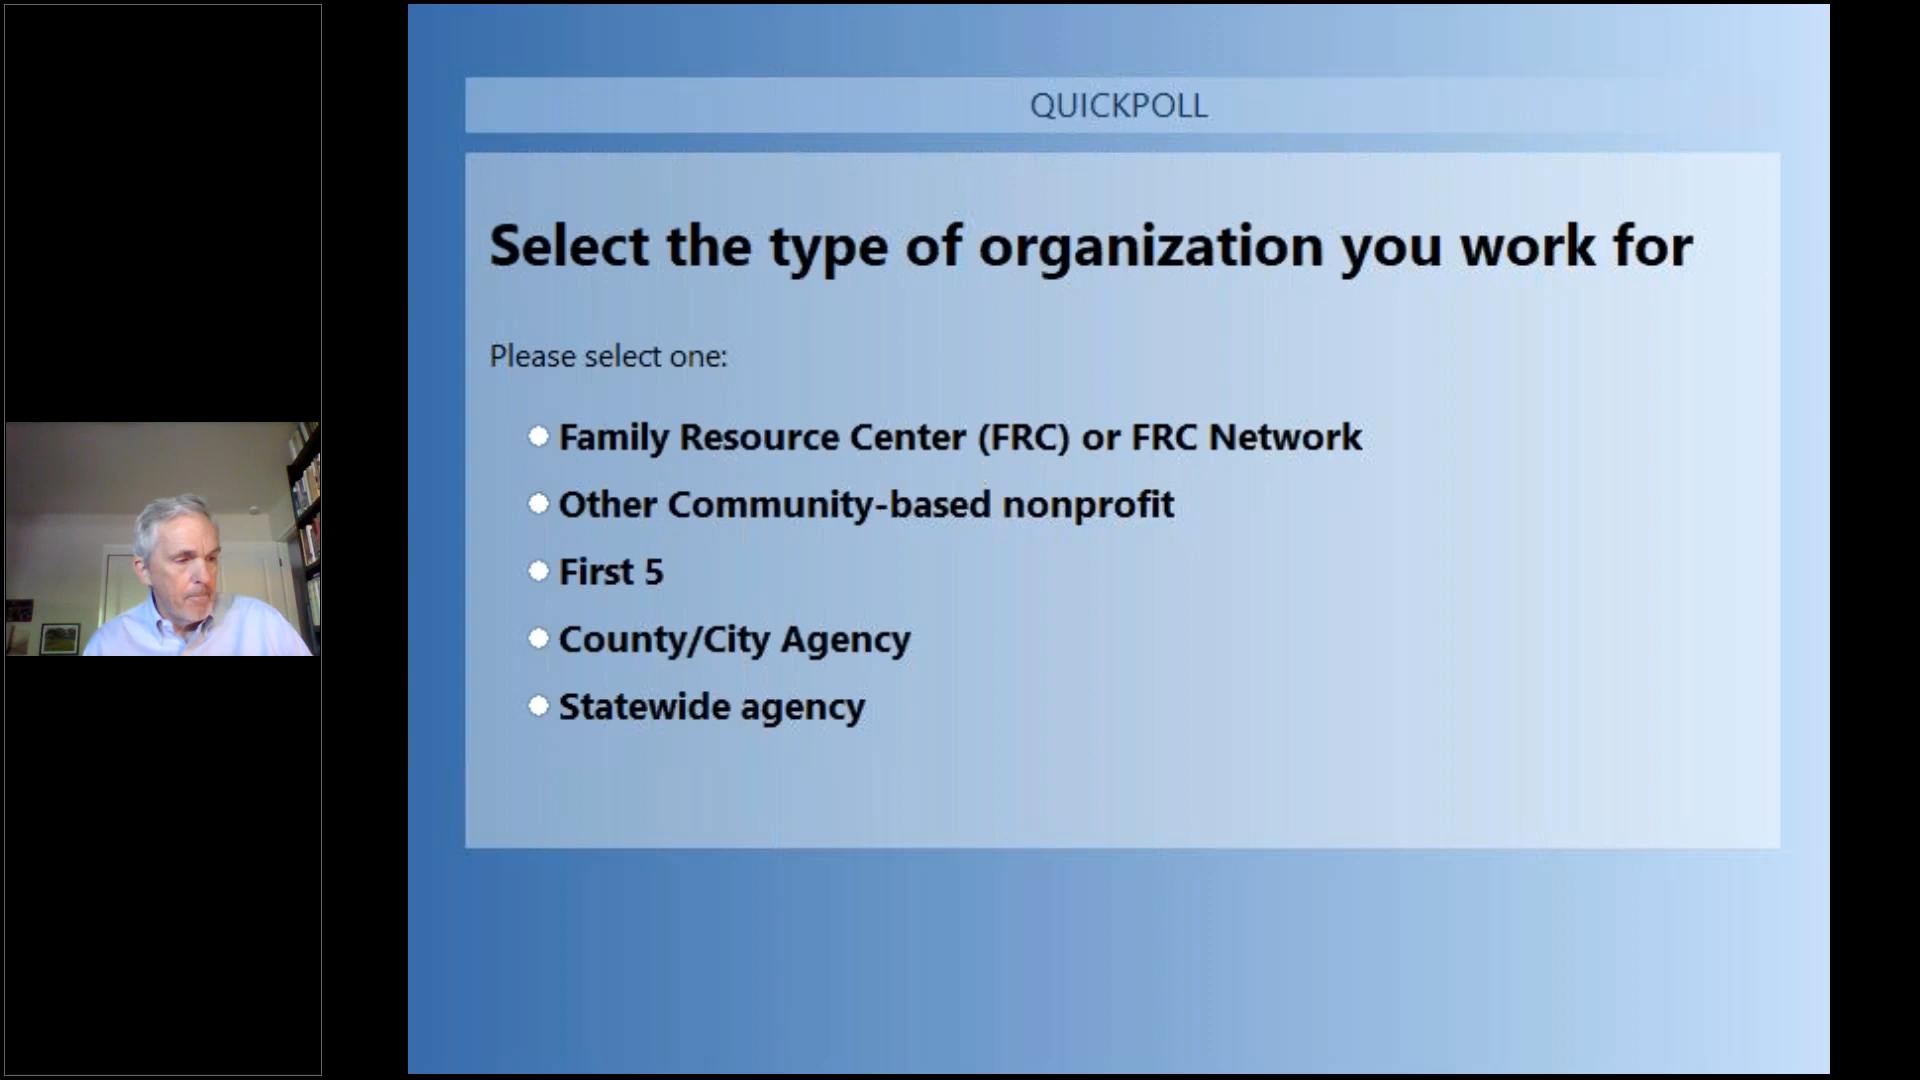 QUICKPOLL
Select the type of organization you work for
Please select one:
Family Resource Center (FRC) or FRC Network
Other Community-based nonprofit
First 5
County/City Agency
Statewide agency